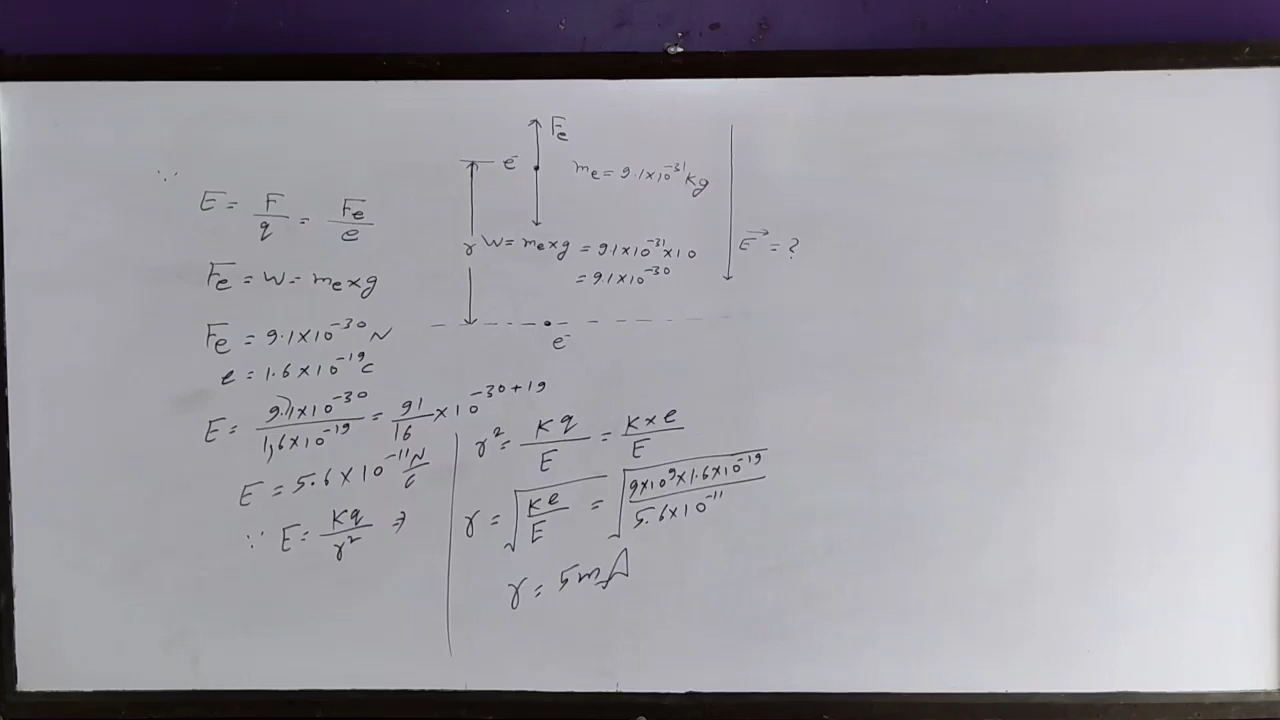 Fe
e⁻
mₑ = 9.1×10⁻³¹ kg
∵
E = F/q = Fe/e
r
W = mₑ×g = 9.1×10⁻³¹×10
= 9.1×10⁻³⁰
E⃗ = ?
Fe = W = mₑ×g
Fe = 9.1×10⁻³⁰ N
e⁻
e = 1.6×10⁻¹⁹ C
E = 9.1×10⁻³⁰/1.6×10⁻¹⁹ = 91/16 ×10⁻³⁰⁺¹⁹
E = 5.6×10⁻¹¹ N/C
∵ E = Kq/r² ⇒
r² = Kq/E = K×e/E
r = √(Ke/E) = √(9×10⁹×1.6×10⁻¹⁹/5.6×10⁻¹¹)
r = 5m